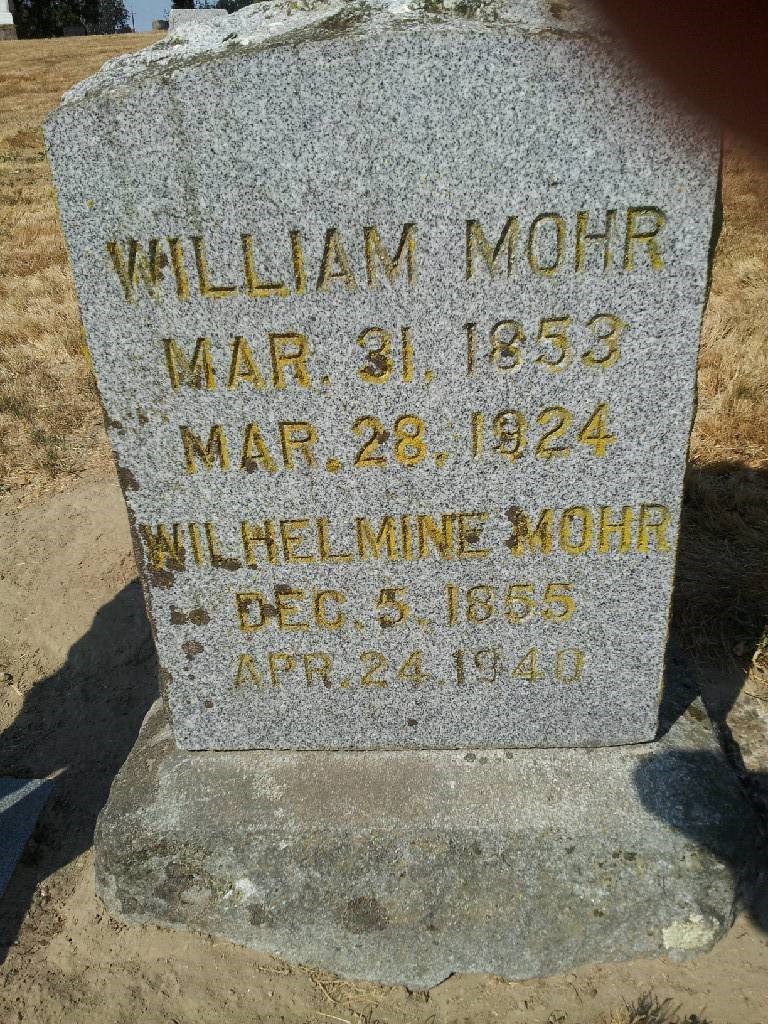 WILLIAM MOHR
MAR. 31. 1853
MAR. 28. 1924
WILHELMINE MOHR
DEC. 5. 1855
APR. 24. 1940